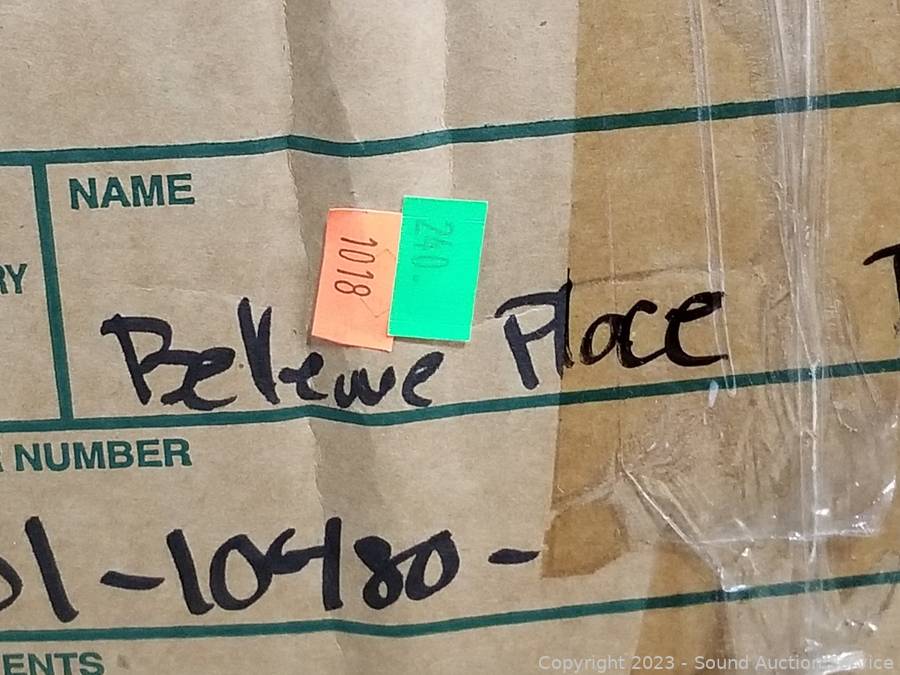 NAME
1018
240.
RY
Bellevue Place
NUMBER
01-10480-
ENTS
Copyright 2023 - Sound Auction Service